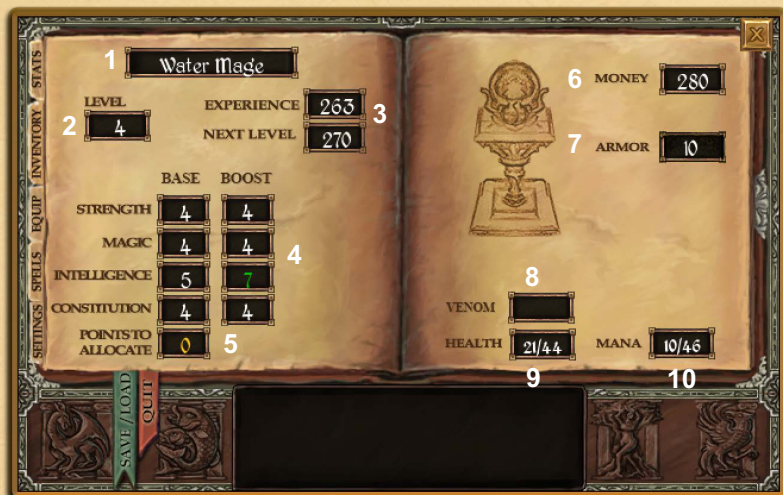 STATS
INVENTORY
EQUIP
SPELLS
SETTINGS
1
Water Mage
LEVEL
2
4
EXPERIENCE 263
3
NEXT LEVEL 270
BASE BOOST
STRENGTH 4 4
MAGIC 4 4
4
INTELLIGENCE 5 7
CONSTITUTION 4 4
POINTS TO
ALLOCATE 0
5
6 MONEY 280
7 ARMOR 10
8
VENOM
HEALTH 21/44 MANA 10/46
9 10
SAVE/LOAD
QUIT
X